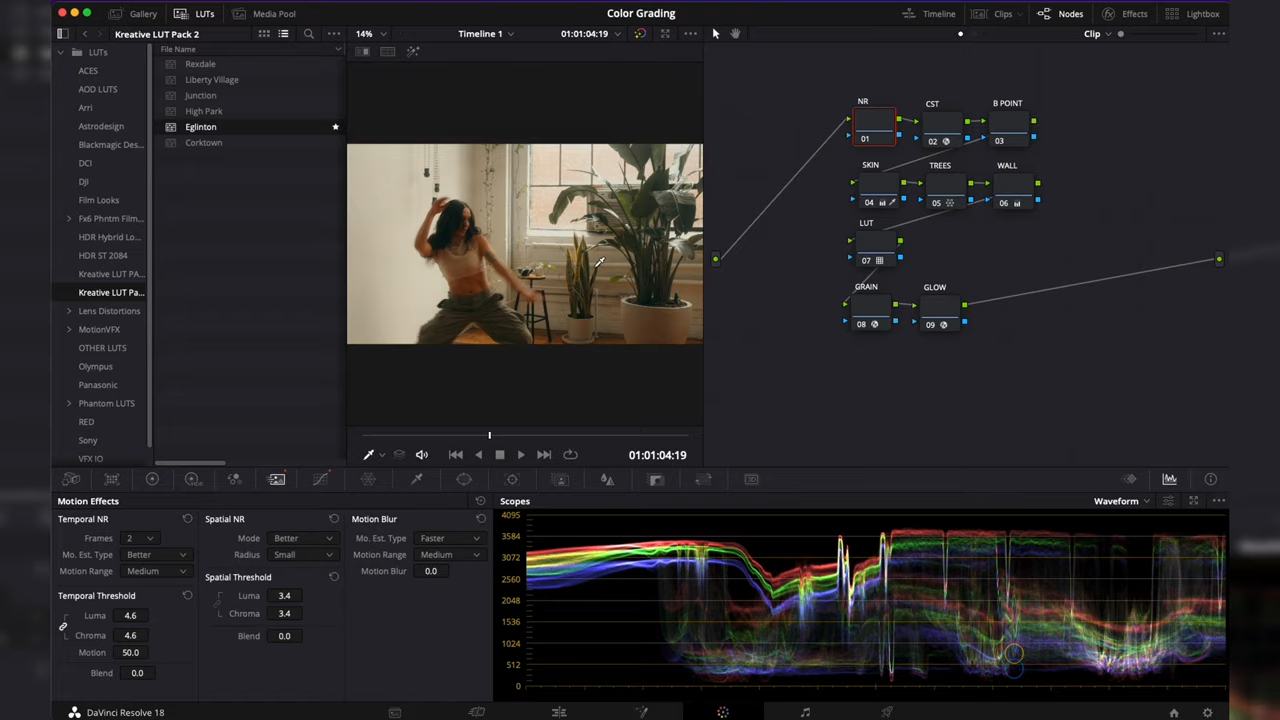 Gallery LUTs Media Pool Color Grading Timeline Clips Nodes Effects Lightbox
Kreative LUT Pack 2 14% Timeline 1 01:01:04:19 Clip
LUTs
ACES
AOD LUTS
Arri
Astrodesign
Blackmagic Des...
DCI
DJI
Film Looks
Fx6 Phntm Film...
HDR Hybrid Lo...
HDR ST 2084
Kreative LUT PA...
Kreative LUT Pa...
Lens Distortions
MotionVFX
OTHER LUTS
Olympus
Panasonic
Phantom LUTS
RED
Sony
VFX IO
File Name
Rexdale
Liberty Village
Junction
High Park
Eglinton
Corktown
NR CST B POINT
01 02 03
SKIN TREES WALL
04 05 06
LUT
07
GRAIN GLOW
08 09
01:01:04:19
HDR
3D
Motion Effects
Temporal NR
Frames 2
Mo. Est. Type Better
Motion Range Medium
Temporal Threshold
Luma 4.6
Chroma 4.6
Motion 50.0
Blend 0.0
Spatial NR
Mode Better
Radius Small
Spatial Threshold
Luma 3.4
Chroma 3.4
Blend 0.0
Motion Blur
Mo. Est Type Faster
Motion Range Medium
Motion Blur 0.0
Scopes Waveform
4095
3584
3072
2560
2048
1536
1024
512
0
DaVinci Resolve 18